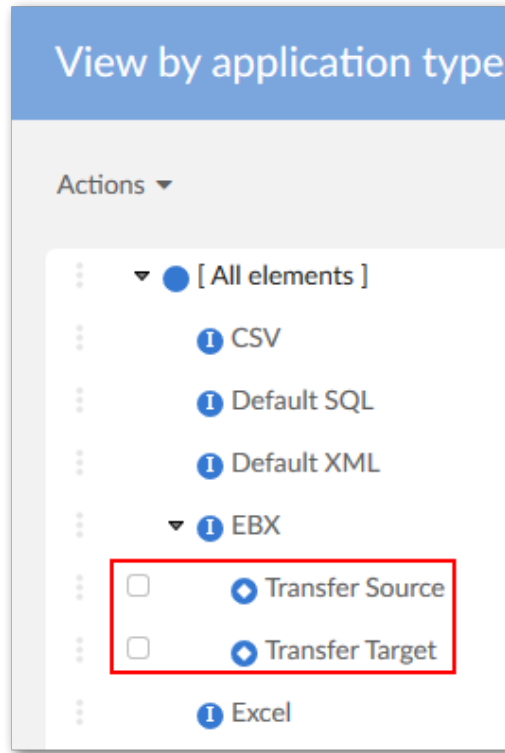 View by application type
Actions
[ All elements ]
CSV
Default SQL
Default XML
EBX
Transfer Source
Transfer Target
Excel